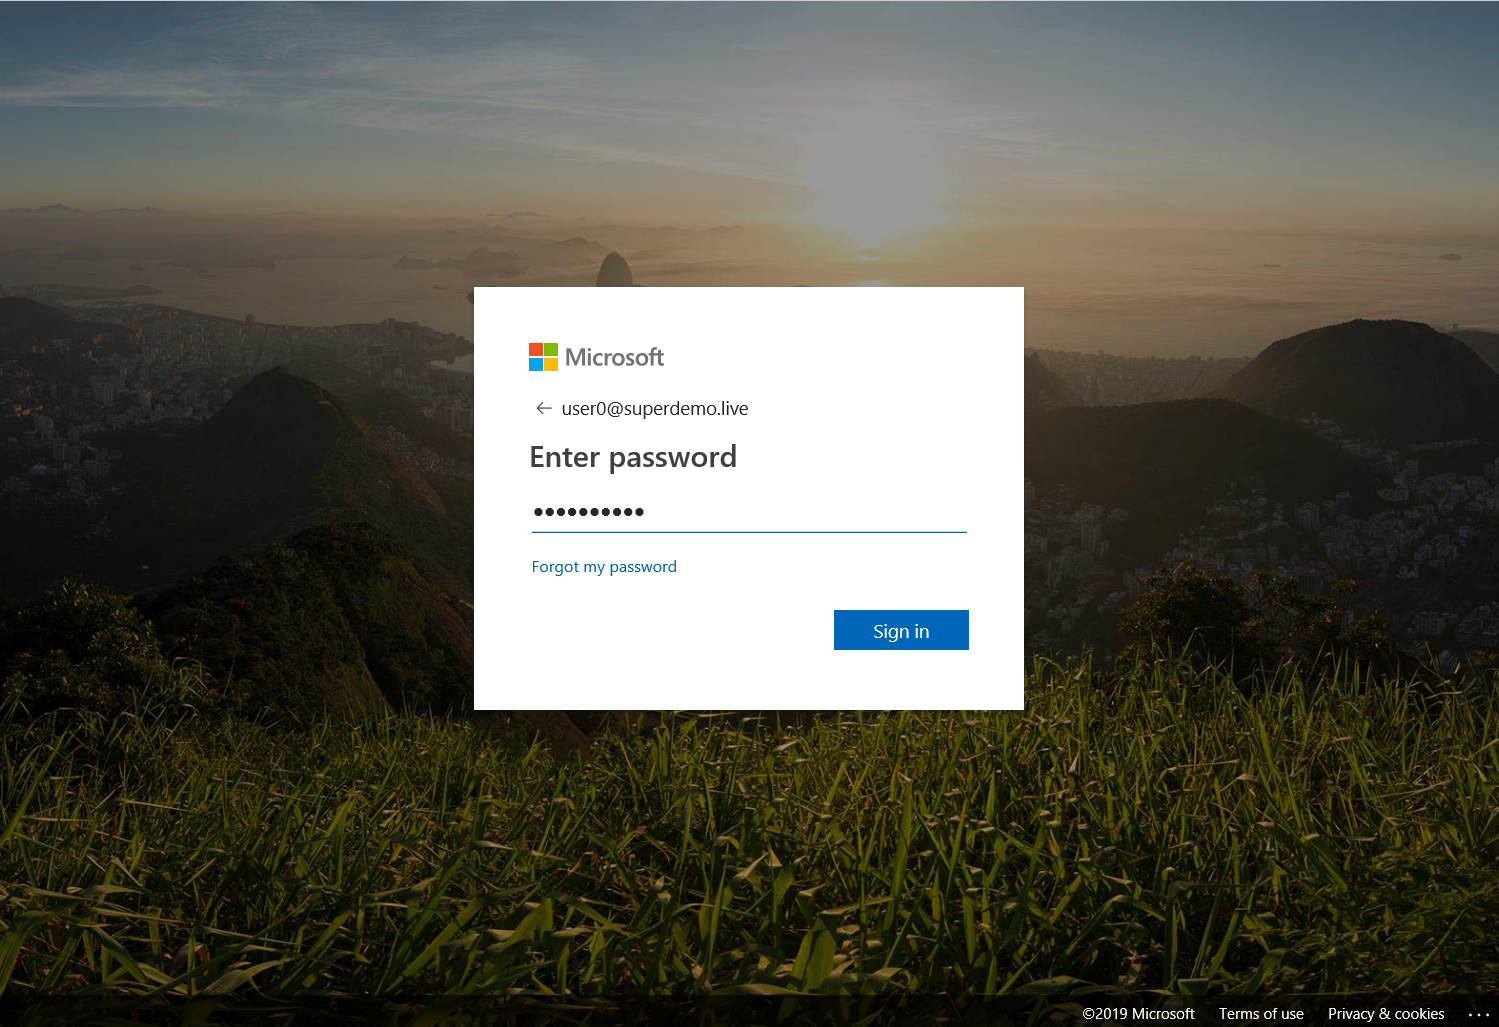 Microsoft
user0@superdemo.live
Enter password
••••••••••
Forgot my password
Sign in
©2019 Microsoft Terms of use Privacy & cookies ...